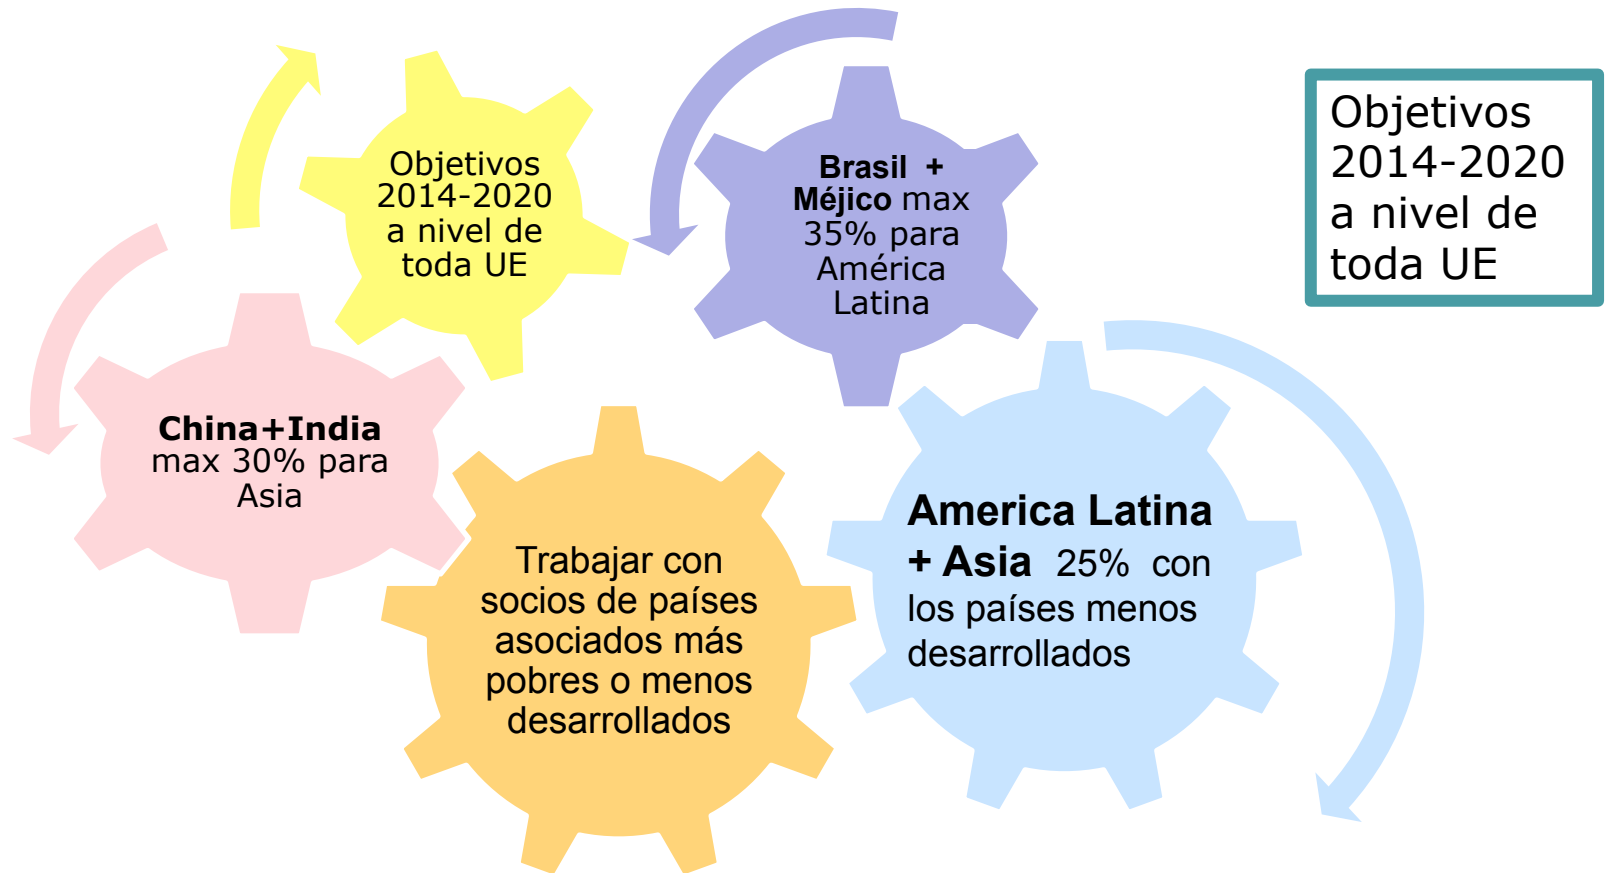 Objetivos
2014-2020
a nivel de
toda UE
Brasil +
Méjico max
35% para
América
Latina
Objetivos
2014-2020
a nivel de
toda UE
China+India
max 30% para
Asia
Trabajar con
socios de países
asociados más
pobres o menos
desarrollados
America Latina
+ Asia 25% con
los países menos
desarrollados